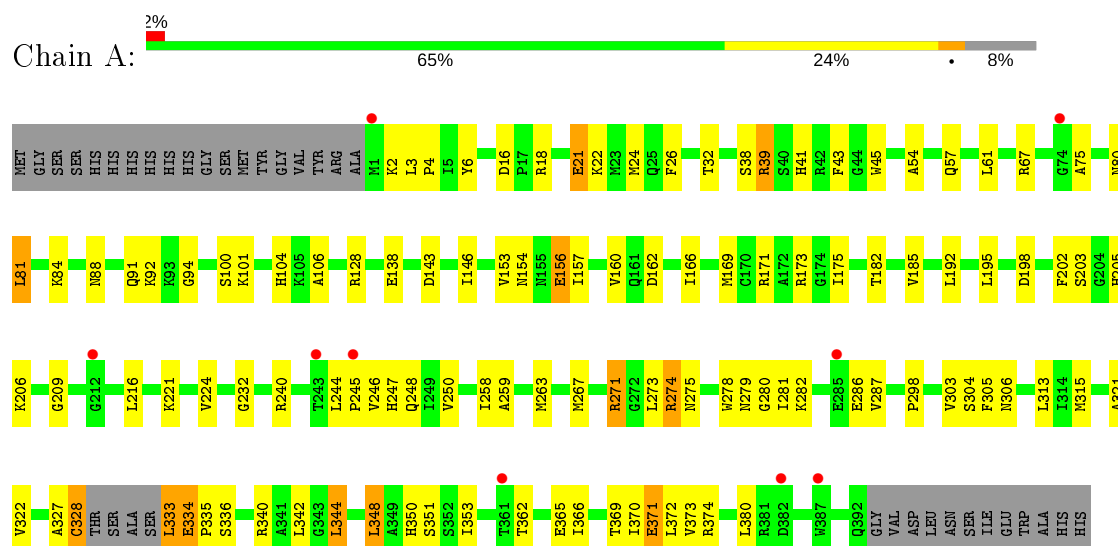 2%
Chain A:
65% 24% • 8%
MET GLY SER SER HIS HIS HIS HIS HIS HIS GLY SER MET TYR GLY VAL TYR ARG ALA M1 K2 L3 P4 I5 Y6 D16 P17 R18 E21 K22 M23 M24 Q25 F26 T32 S38 R39 S40 H41 R42 F43 G44 W45 A54 Q57 L61 R67 G74 A75 N80
L81 K84 N88 Q91 K92 K93 G94 S100 K101 H104 K105 A106 R128 E138 D143 I146 V153 N154 N155 E156 I157 V160 Q161 D162 I166 M169 C170 R171 A172 R173 G174 I175 T182 V185 L192 L195 D198 F202 S203 G204 H205
K206 G209 G212 L216 K221 V224 G232 R240 T243 L244 P245 V246 H247 Q248 I249 V250 I258 A259 M263 M267 R271 G272 L273 R274 N275 W278 N279 G280 I281 K282 E285 E286 V287 P298 V303 S304 F305 N306 L313 I314 M315 A321
V322 A327 C328 THR SER ALA SER L333 E334 P335 S336 R340 A341 L342 G343 L344 L348 A349 H350 S351 S352 I353 T361 T362 E365 I366 T369 I370 E371 L372 V373 R374 L380 R381 D382 W387 Q392 GLY VAL ASP LEU ASN SER ILE GLU TRP ALA HIS HIS